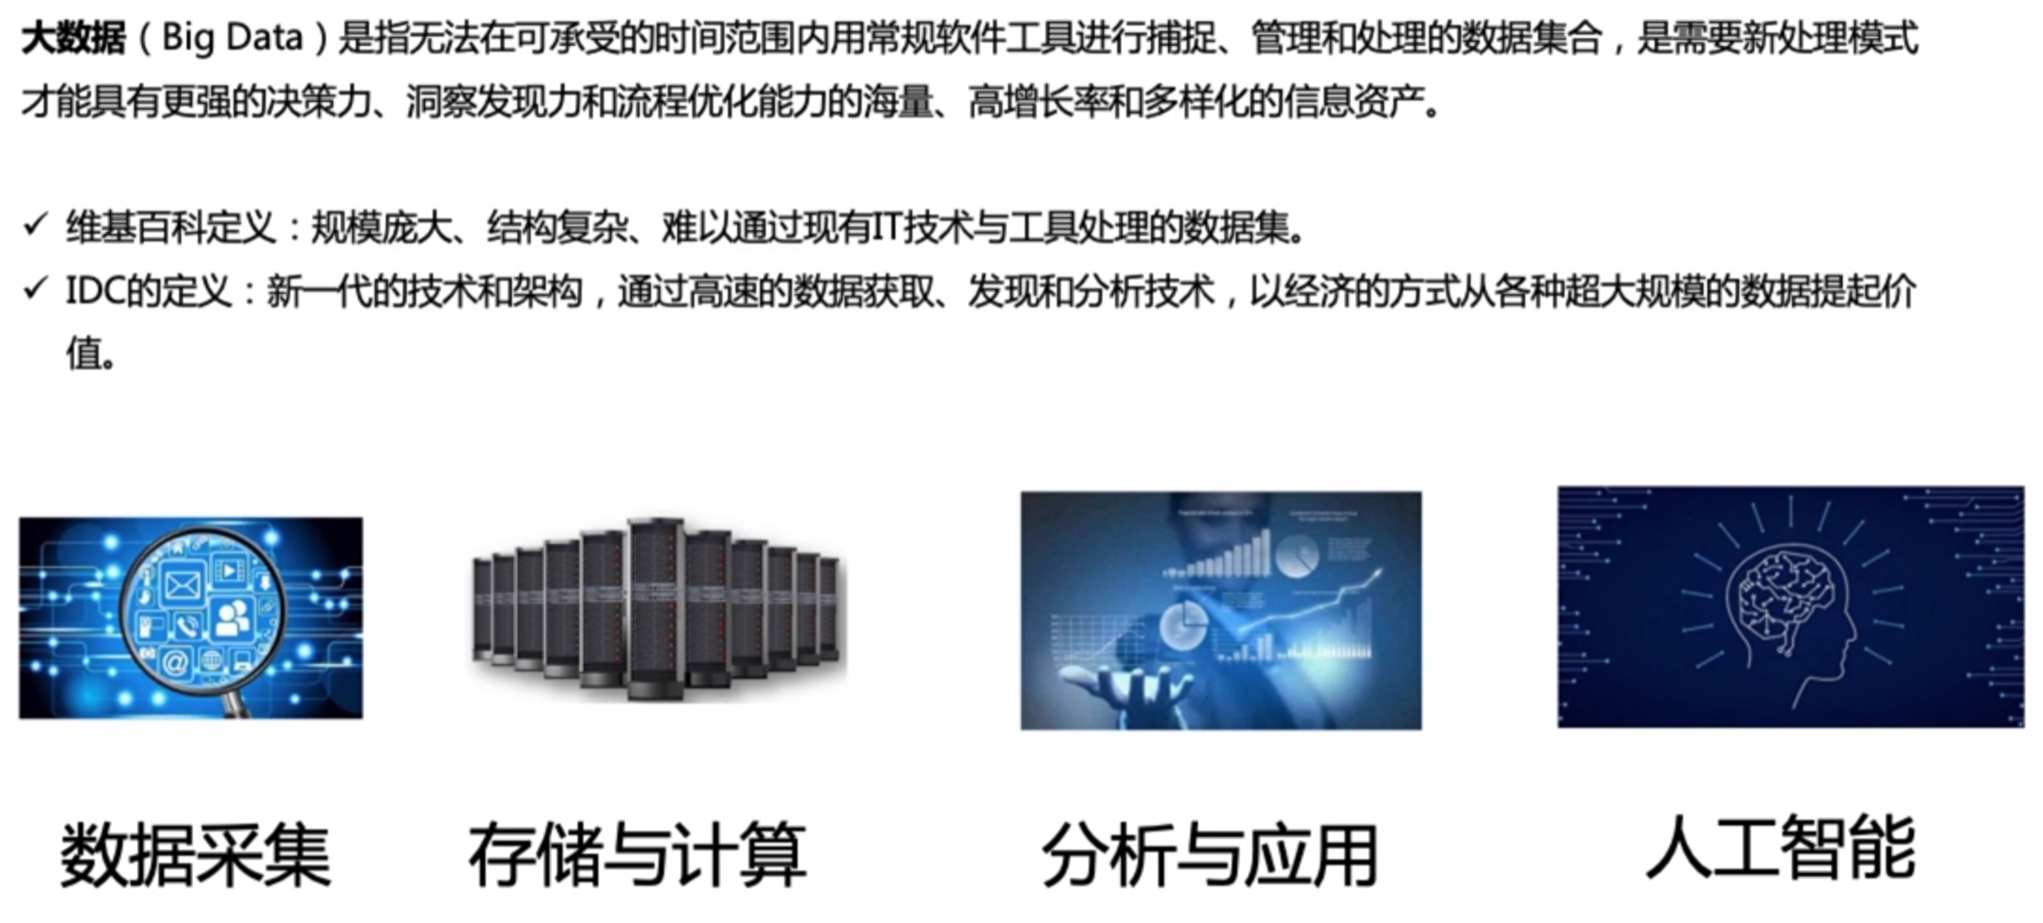 大数据（Big Data）是指无法在可承受的时间范围内用常规软件工具进行捕捉、管理和处理的数据集合，是需要新处理模式
才能具有更强的决策力、洞察发现力和流程优化能力的海量、高增长率和多样化的信息资产。
✓ 维基百科定义：规模庞大、结构复杂、难以通过现有IT技术与工具处理的数据集。
✓ IDC的定义：新一代的技术和架构，通过高速的数据获取、发现和分析技术，以经济的方式从各种超大规模的数据提起价
值。
数据采集
存储与计算
分析与应用
人工智能